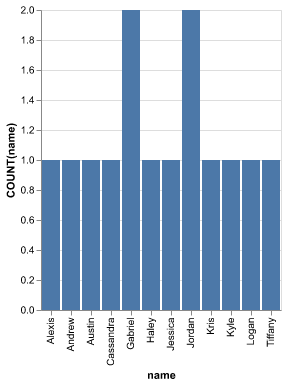 2.0
1.8
1.6
1.4
1.2
1.0
0.8
0.6
0.4
0.2
0.0
COUNT(name)
Alexis
Andrew
Austin
Cassandra
Gabriel
Haley
Jessica
Jordan
Kris
Kyle
Logan
Tiffany
name